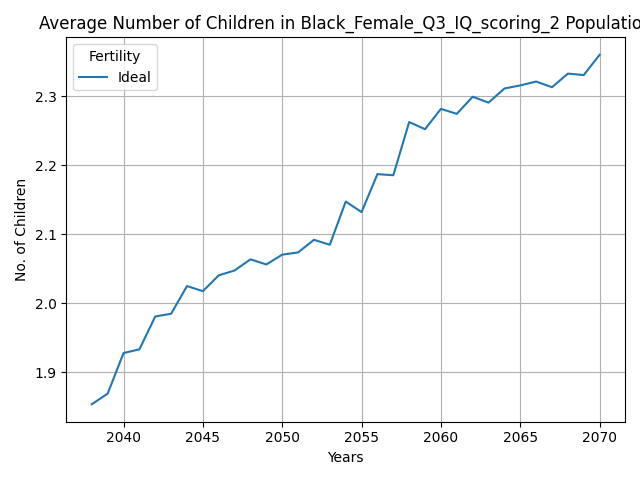 Average Number of Children in Black_Female_Q3_IQ_scoring_2 Populatio
Fertility
Ideal
No. of Children
2.3
2.2
2.1
2.0
1.9
2040 2045 2050 2055 2060 2065 2070
Years